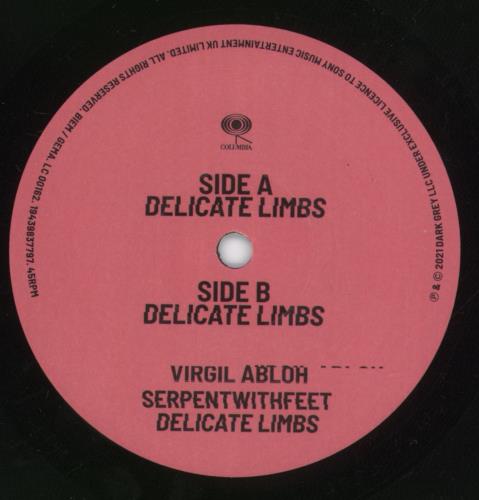 COLUMBIA
SIDE A
DELICATE LIMBS
SIDE B
DELICATE LIMBS
VIRGIL ABLOH
SERPENTWITHFEET
DELICATE LIMBS
℗ & © 2021 DARK GREY LLC UNDER EXCLUSIVE LICENCE TO SONY MUSIC ENTERTAINMENT UK LIMITED. ALL RIGHTS RESERVED. BIEM / GEMA. LC 00162. 19439837797. 45RPM